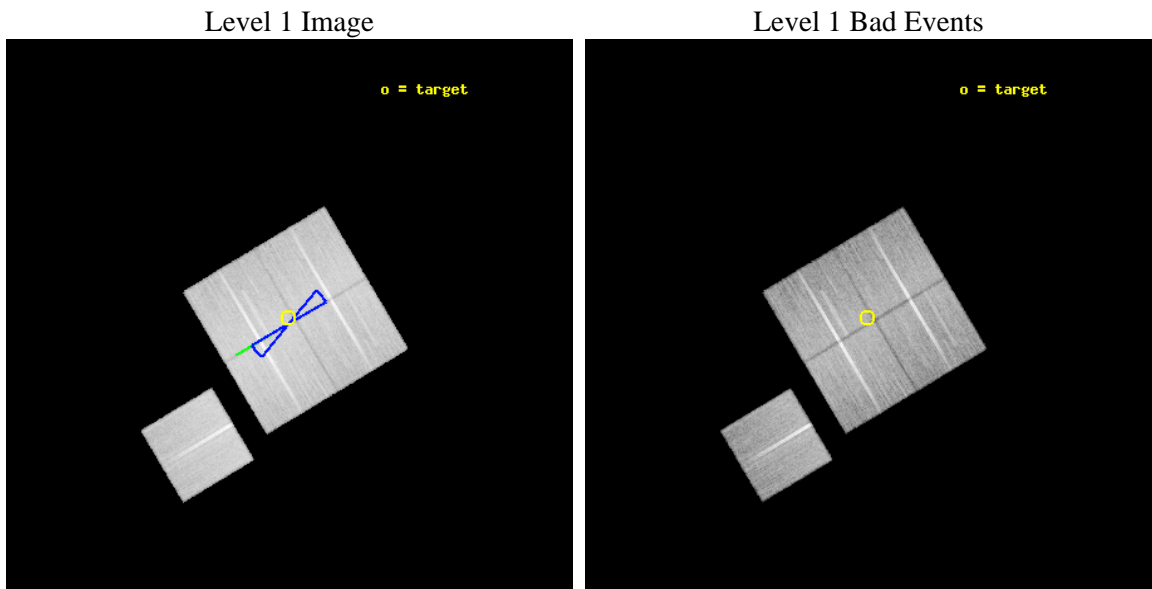 Level 1 Image
Level 1 Bad Events
o = target
o = target